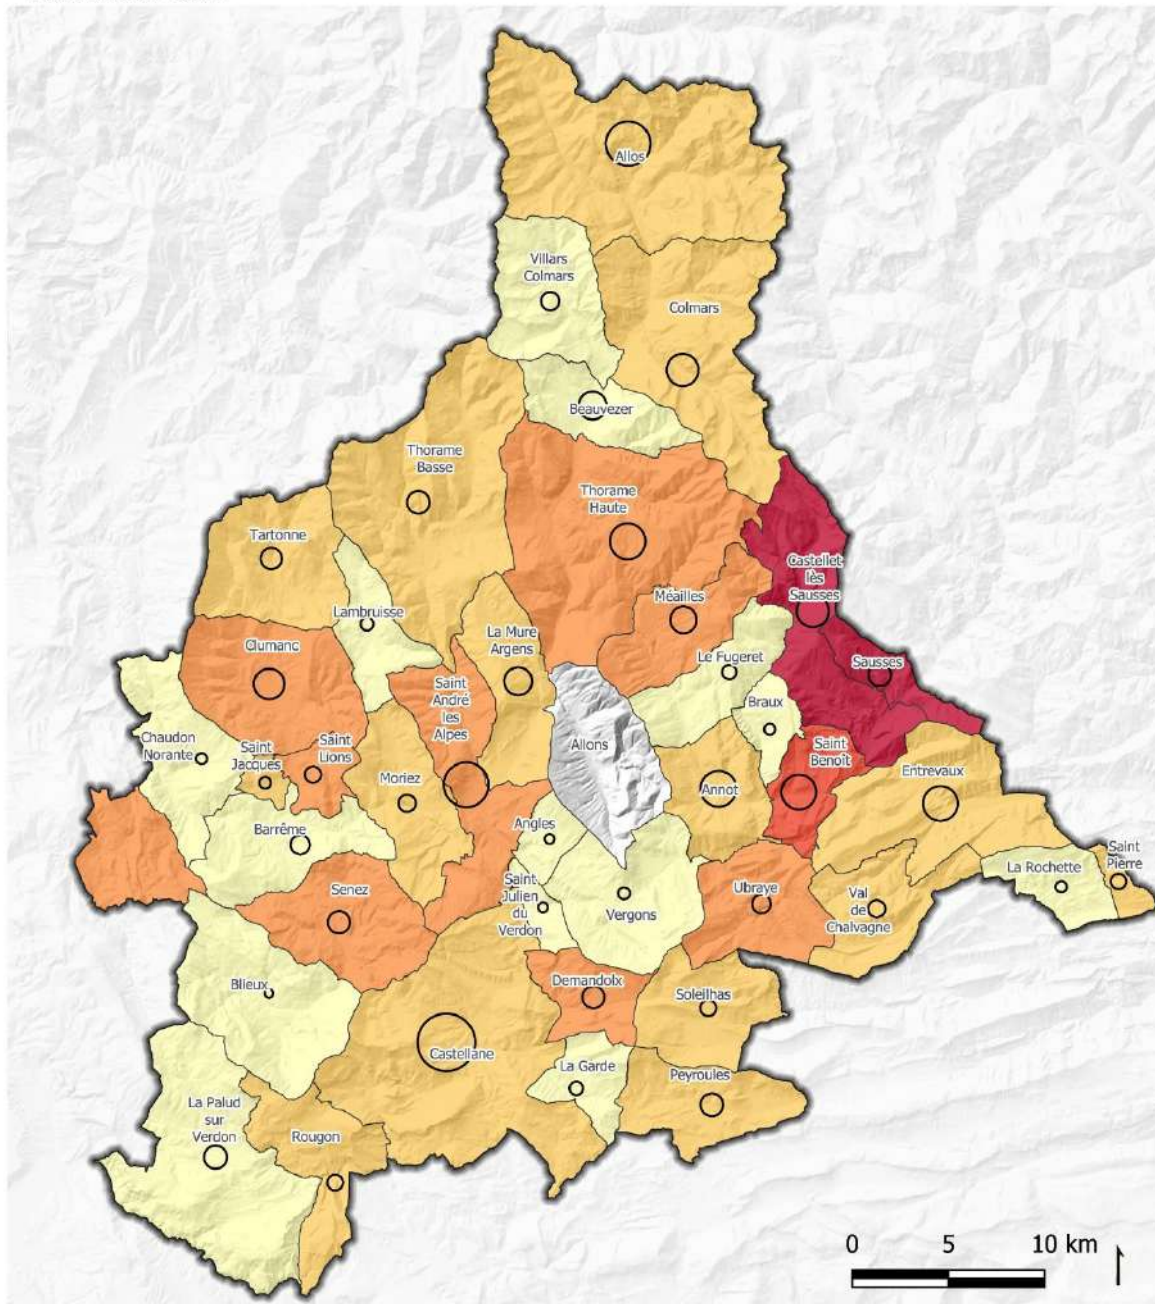 Allos
Villars
Colmars
Colmars
Beauvezer
Thorame
Basse
Thorame
Haute
Tartonne
Castellet
lès
Sausses
Méailles
Lambruisse
La Mure
Argens
Clumanc
Le Fugeret
Sausses
Saint
André
les
Alpes
Braux
Chaudon
Norante
Saint
Jacques
Saint
Lions
Allons
Saint
Benoit
Moriez
Entrevaux
Annot
Angles
Barrême
Saint
Pierre
La Rochette
Senez
Saint
Julien
du
Verdon
Vergons
Ubraye
Val
de
Chalvagne
Blieux
Demandolx
Soleilhas
Castellane
La Garde
Peyroules
La Palud
sur
Verdon
Rougon
0 5 10 km